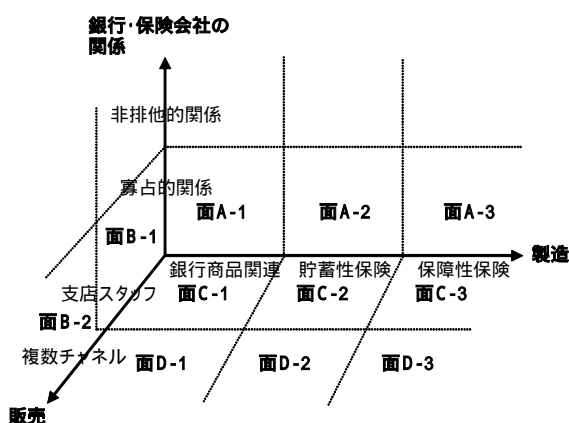 銀行･保険会社の
関係
非排他的関係
寡占的関係
面A-1
面A-2
面A-3
面B-1
製造
銀行商品関連
貯蓄性保険
保障性保険
支店スタッフ
面C-1
面C-2
面C-3
面B-2
複数チャネル
面D-1
面D-2
面D-3
販売